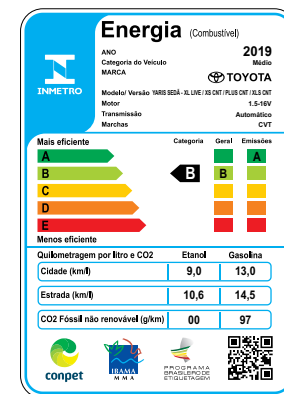 Energia (Combustível)
ANO 2019
Categoria do Veículo Médio
MARCA TOYOTA
INMETRO
Modelo/ Versão YARIS SEDÃ - XL LIVE / XS CNT / PLUS CNT / XLS CNT
Motor 1.5-16V
Transmissão Automático
Marchas CVT
Mais eficiente Categoria Geral Emissões
A A
B B B
C
D
E
Menos eficiente
Quilometragem por litro e CO2 Etanol Gasolina
Cidade (km/l) 9,0 13,0
Estrada (km/l) 10,6 14,5
CO2 Fóssil não renovável (g/km) 00 97
conpet
IBAMA
M M A
PROGRAMA
BRASILEIRO DE
ETIQUETAGEM